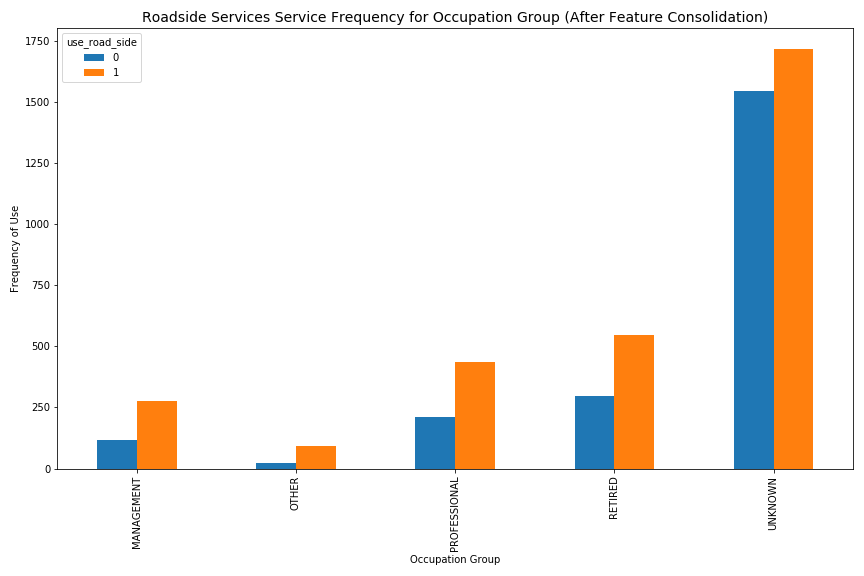 Roadside Services Service Frequency for Occupation Group (After Feature Consolidation)
use_road_side
0
1
Frequency of Use
1750
1500
1250
1000
750
500
250
0
MANAGEMENT
OTHER
PROFESSIONAL
RETIRED
UNKNOWN
Occupation Group